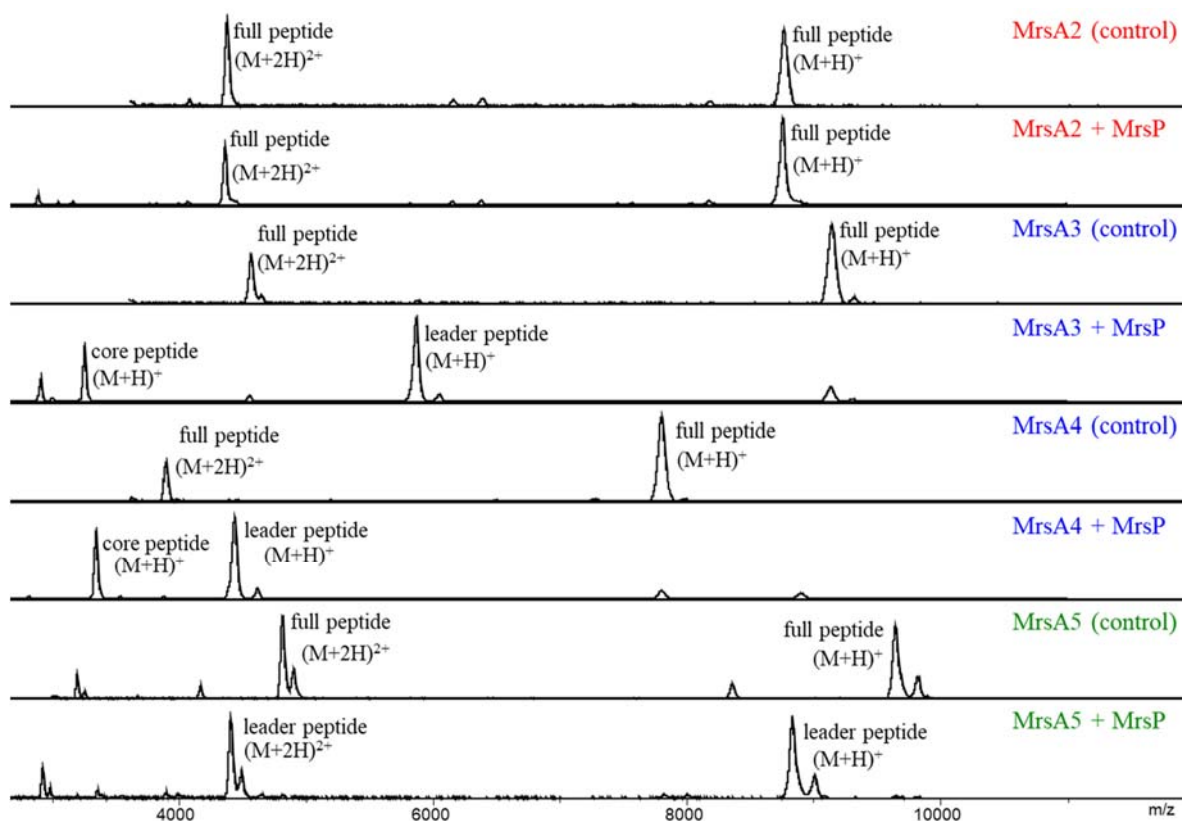 full peptide
(M+2H)²⁺
full peptide
(M+H)⁺
MrsA2 (control)
full peptide
(M+2H)²⁺
full peptide
(M+H)⁺
MrsA2 + MrsP
full peptide
(M+2H)²⁺
full peptide
(M+H)⁺
MrsA3 (control)
core peptide
(M+H)⁺
leader peptide
(M+H)⁺
MrsA3 + MrsP
full peptide
(M+2H)²⁺
full peptide
(M+H)⁺
MrsA4 (control)
core peptide
(M+H)⁺
leader peptide
(M+H)⁺
MrsA4 + MrsP
full peptide
(M+2H)²⁺
full peptide
(M+H)⁺
MrsA5 (control)
leader peptide
(M+2H)²⁺
leader peptide
(M+H)⁺
MrsA5 + MrsP
4000 6000 8000 10000 m/z